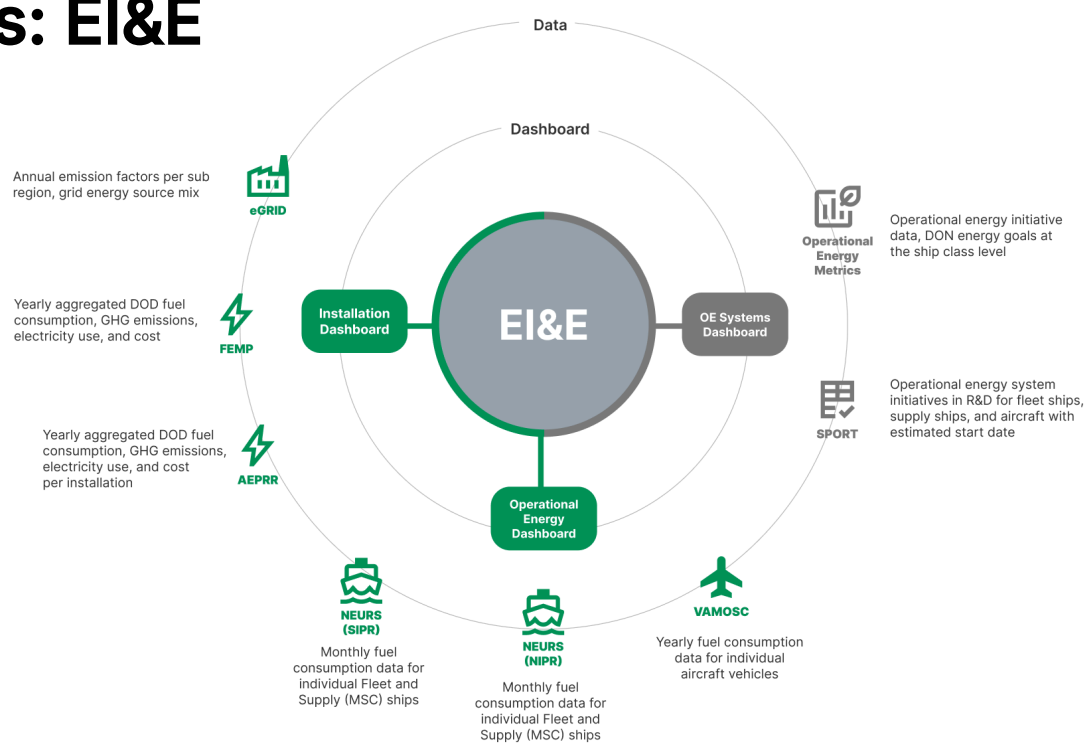 s: EI&E
Data
Dashboard
Annual emission factors per sub
region, grid energy source mix
eGRID
Operational
Energy
Metrics
Operational energy initiative
data, DON energy goals at
the ship class level
Yearly aggregated DOD fuel
consumption, GHG emissions,
electricity use, and cost
FEMP
Installation
Dashboard
EI&E
OE Systems
Dashboard
Operational energy system
initiatives in R&D for fleet ships,
supply ships, and aircraft with
estimated start date
SPORT
Yearly aggregated DOD fuel
consumption, GHG emissions,
electricity use, and cost
per installation
AEPRR
Operational
Energy
Dashboard
NEURS
(SIPR)
Monthly fuel
consumption data for
individual Fleet and
Supply (MSC) ships
NEURS
(NIPR)
Monthly fuel
consumption data for
individual Fleet and
Supply (MSC) ships
VAMOSC
Yearly fuel consumption
data for individual
aircraft vehicles